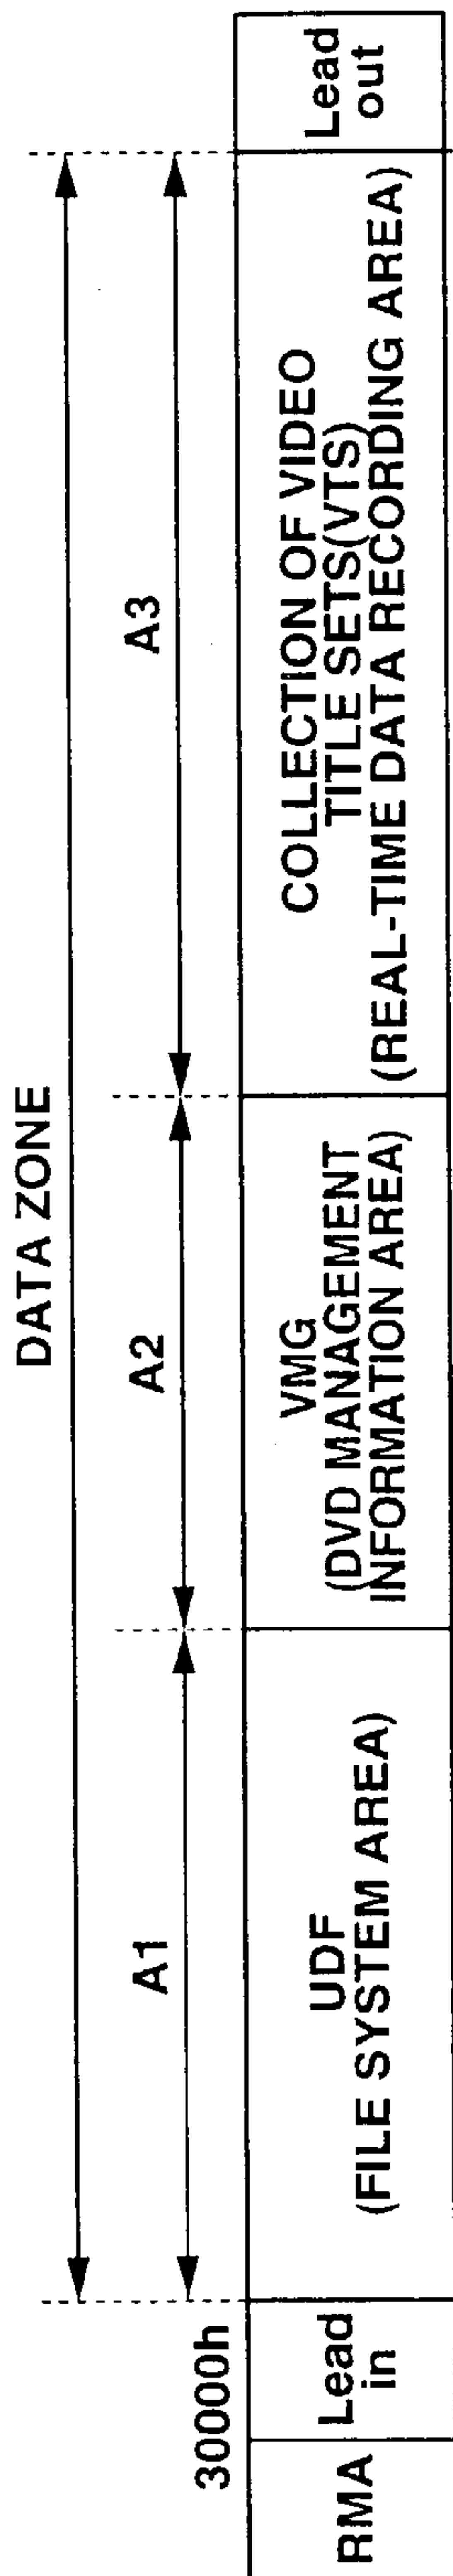 DATA ZONE
A1
A2
A3
30000h
RMA
Lead
in
UDF
(FILE SYSTEM AREA)
VMG
(DVD MANAGEMENT
INFORMATION AREA)
COLLECTION OF VIDEO
TITLE SETS(VTS)
(REAL-TIME DATA RECORDING AREA)
Lead
out